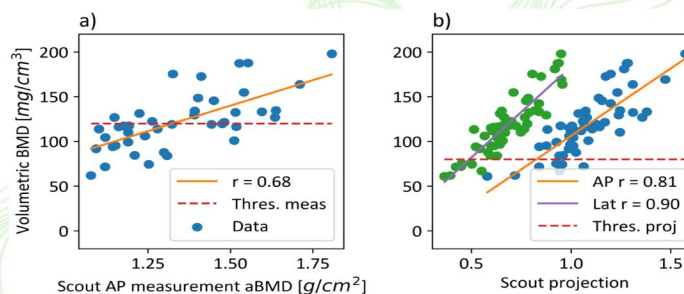 a)
b)
Volumetric BMD [mg/cm³]
200
150
100
50
0
r = 0.68
Thres. meas
Data
1.25
1.50
1.75
Scout AP measurement aBMD [g/cm²]
200
150
100
50
0
AP r = 0.81
Lat r = 0.90
Thres. proj
0.5
1.0
1.5
Scout projection